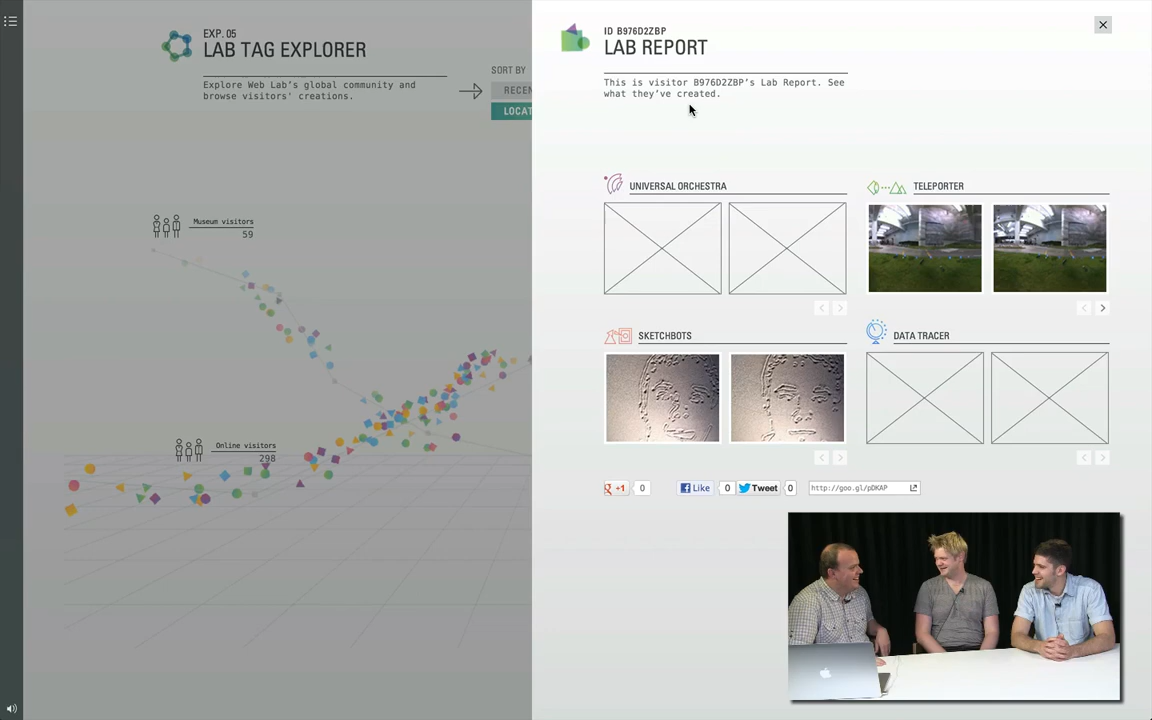 EXP. 05
LAB TAG EXPLORER
Explore Web Lab's global community and
browse visitors' creations.
SORT BY
RECEN
LOCAT
Museum visitors
59
Online visitors
298
ID B976D2ZBP
LAB REPORT
This is visitor B976D2ZBP's Lab Report. See
what they've created.
UNIVERSAL ORCHESTRA
TELEPORTER
SKETCHBOTS
DATA TRACER
+1
0
Like
0
Tweet
0
http://goo.gl/pDKAP